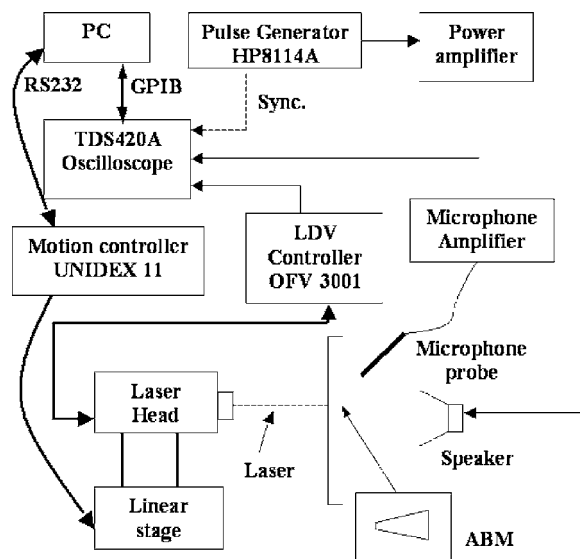 PC
Pulse Generator
HP8114A
Power
amplifier
RS232
GPIB
Sync.
TDS420A
Oscilloscope
Motion controller
UNIDEX 11
LDV
Controller
OFV 3001
Microphone
Amplifier
Microphone
probe
Laser
Head
Laser
Speaker
Linear
stage
ABM